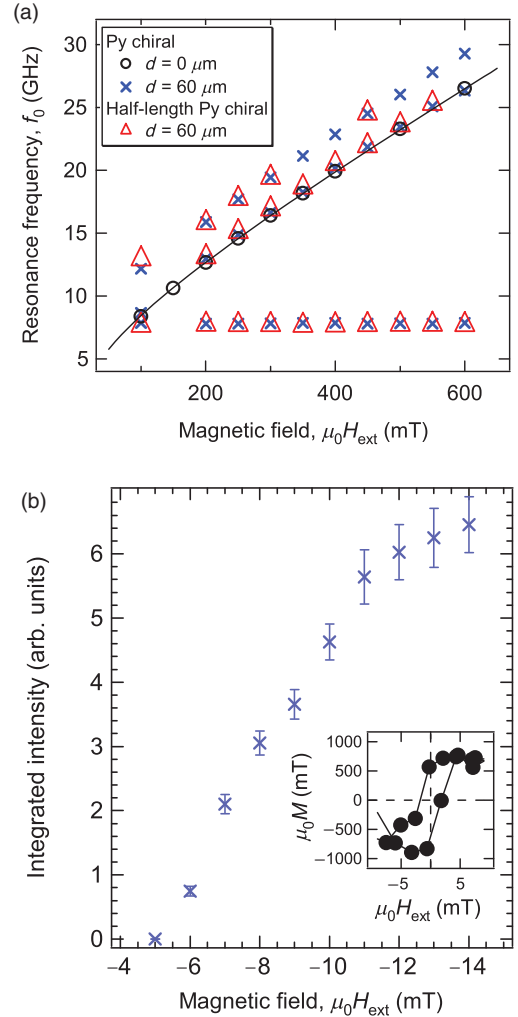 (a)
30
25
20
15
10
5
Resonance frequency, f₀ (GHz)
Py chiral
d = 0 μm
d = 60 μm
Half-length Py chiral
d = 60 μm
200 400 600
Magnetic field, μ₀Hext (mT)
(b)
6
5
4
3
2
1
0
Integrated intensity (arb. units)
−4 −6 −8 −10 −12 −14
Magnetic field, μ₀Hext (mT)
1000
500
0
−500
−1000
μ₀M (mT)
−5 5
μ₀Hext (mT)